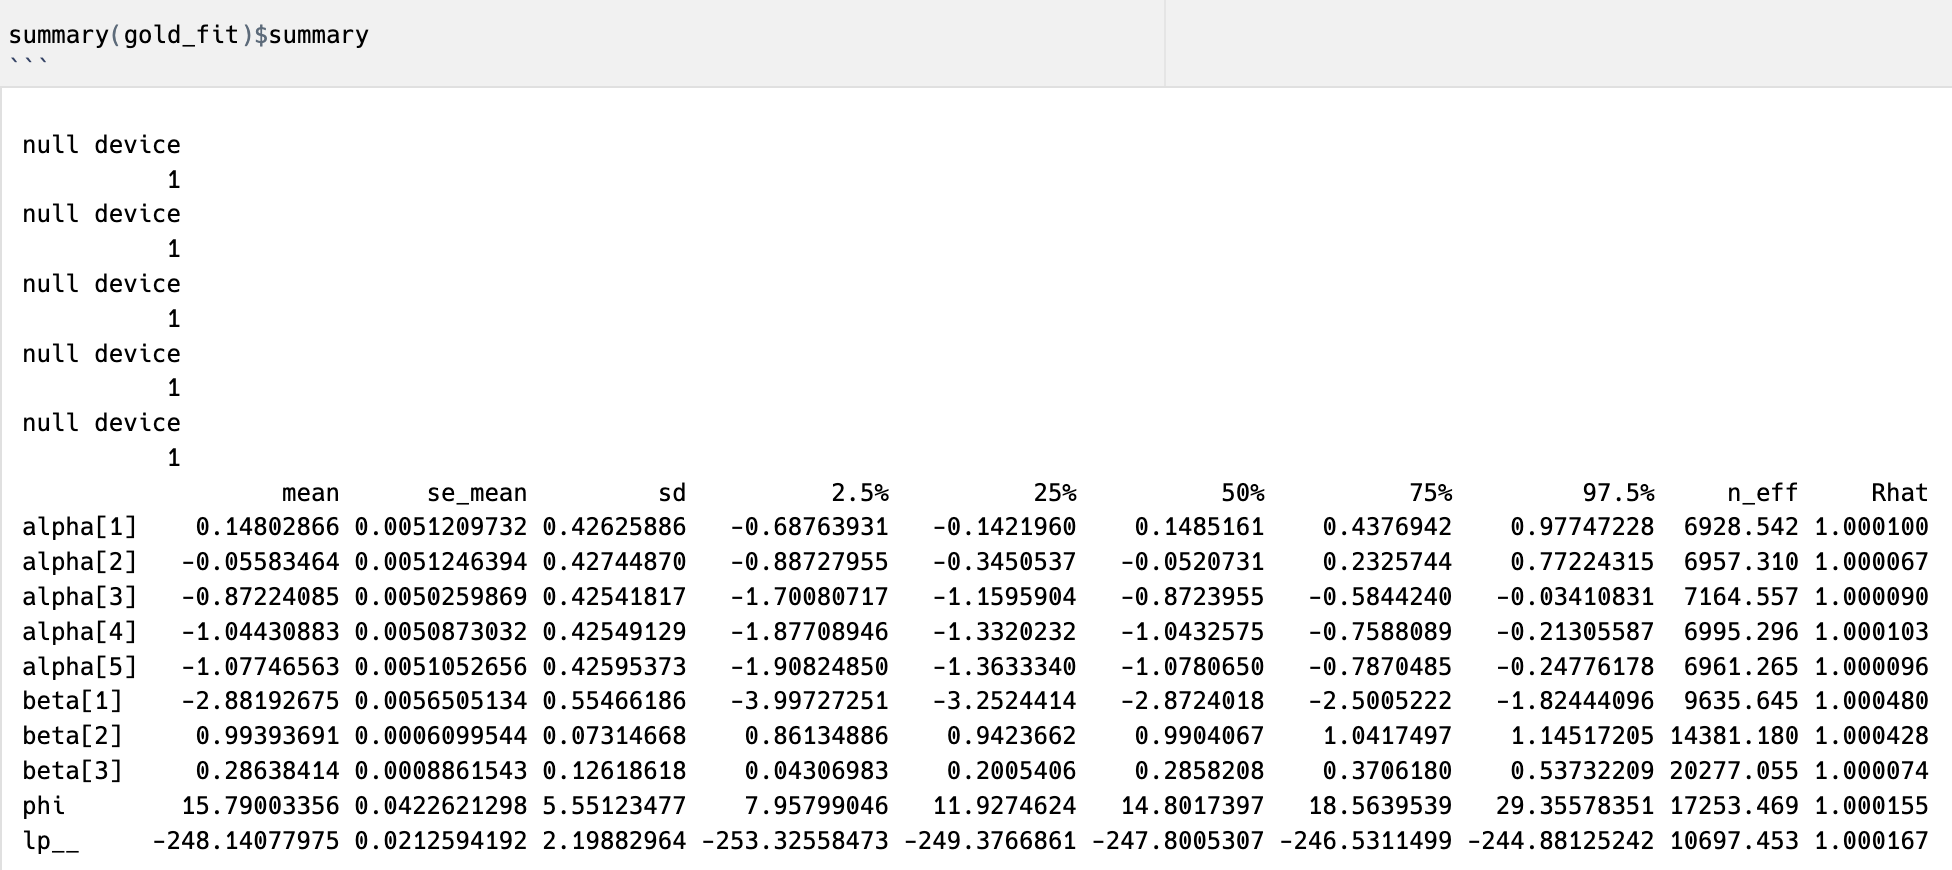 summary(gold_fit)$summary
```
null device
          1
null device
          1
null device
          1
null device
          1
null device
          1
                 mean      se_mean         sd         2.5%          25%          50%          75%        97.5%     n_eff     Rhat
alpha[1]    0.14802866 0.0051209732 0.42625886   -0.68763931   -0.1421960    0.1485161    0.4376942    0.97747228  6928.542 1.000100
alpha[2]   -0.05583464 0.0051246394 0.42744870   -0.88727955   -0.3450537   -0.0520731    0.2325744    0.77224315  6957.310 1.000067
alpha[3]   -0.87224085 0.0050259869 0.42541817   -1.70080717   -1.1595904   -0.8723955   -0.5844240   -0.03410831  7164.557 1.000090
alpha[4]   -1.04430883 0.0050873032 0.42549129   -1.87708946   -1.3320232   -1.0432575   -0.7588089   -0.21305587  6995.296 1.000103
alpha[5]   -1.07746563 0.0051052656 0.42595373   -1.90824850   -1.3633340   -1.0780650   -0.7870485   -0.24776178  6961.265 1.000096
beta[1]    -2.88192675 0.0056505134 0.55466186   -3.99727251   -3.2524414   -2.8724018   -2.5005222   -1.82444096  9635.645 1.000480
beta[2]     0.99393691 0.0006099544 0.07314668    0.86134886    0.9423662    0.9904067    1.0417497    1.14517205 14381.180 1.000428
beta[3]     0.28638414 0.0008861543 0.12618618    0.04306983    0.2005406    0.2858208    0.3706180    0.53732209 20277.055 1.000074
phi        15.79003356 0.0422621298 5.55123477    7.95799046   11.9274624   14.8017397   18.5639539   29.35578351 17253.469 1.000155
lp__     -248.14077975 0.0212594192 2.19882964 -253.32558473 -249.3766861 -247.8005307 -246.5311499 -244.88125242 10697.453 1.000167